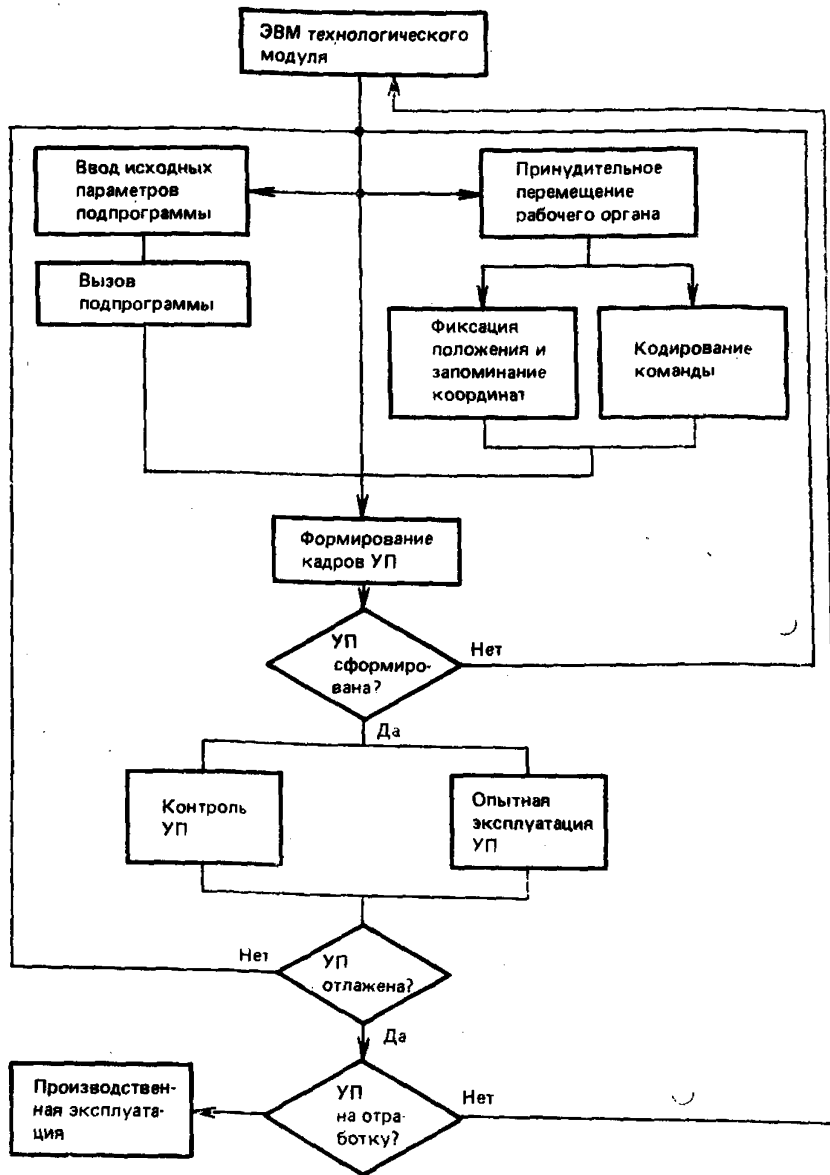 ЭВМ технологического
модуля
Ввод исходных
параметров
подпрограммы
Принудительное
перемещение
рабочего органа
Вызов
подпрограммы
Фиксация
положения и
запоминание
координат
Кодирование
команды
Формирование
кадров УП
УП
сформиро-
вана?
Нет
Да
Контроль
УП
Опытная
эксплуатация
УП
Нет
УП
отлажена?
Да
Производствен-
ная эксплуата-
ция
УП
на отра-
ботку?
Нет